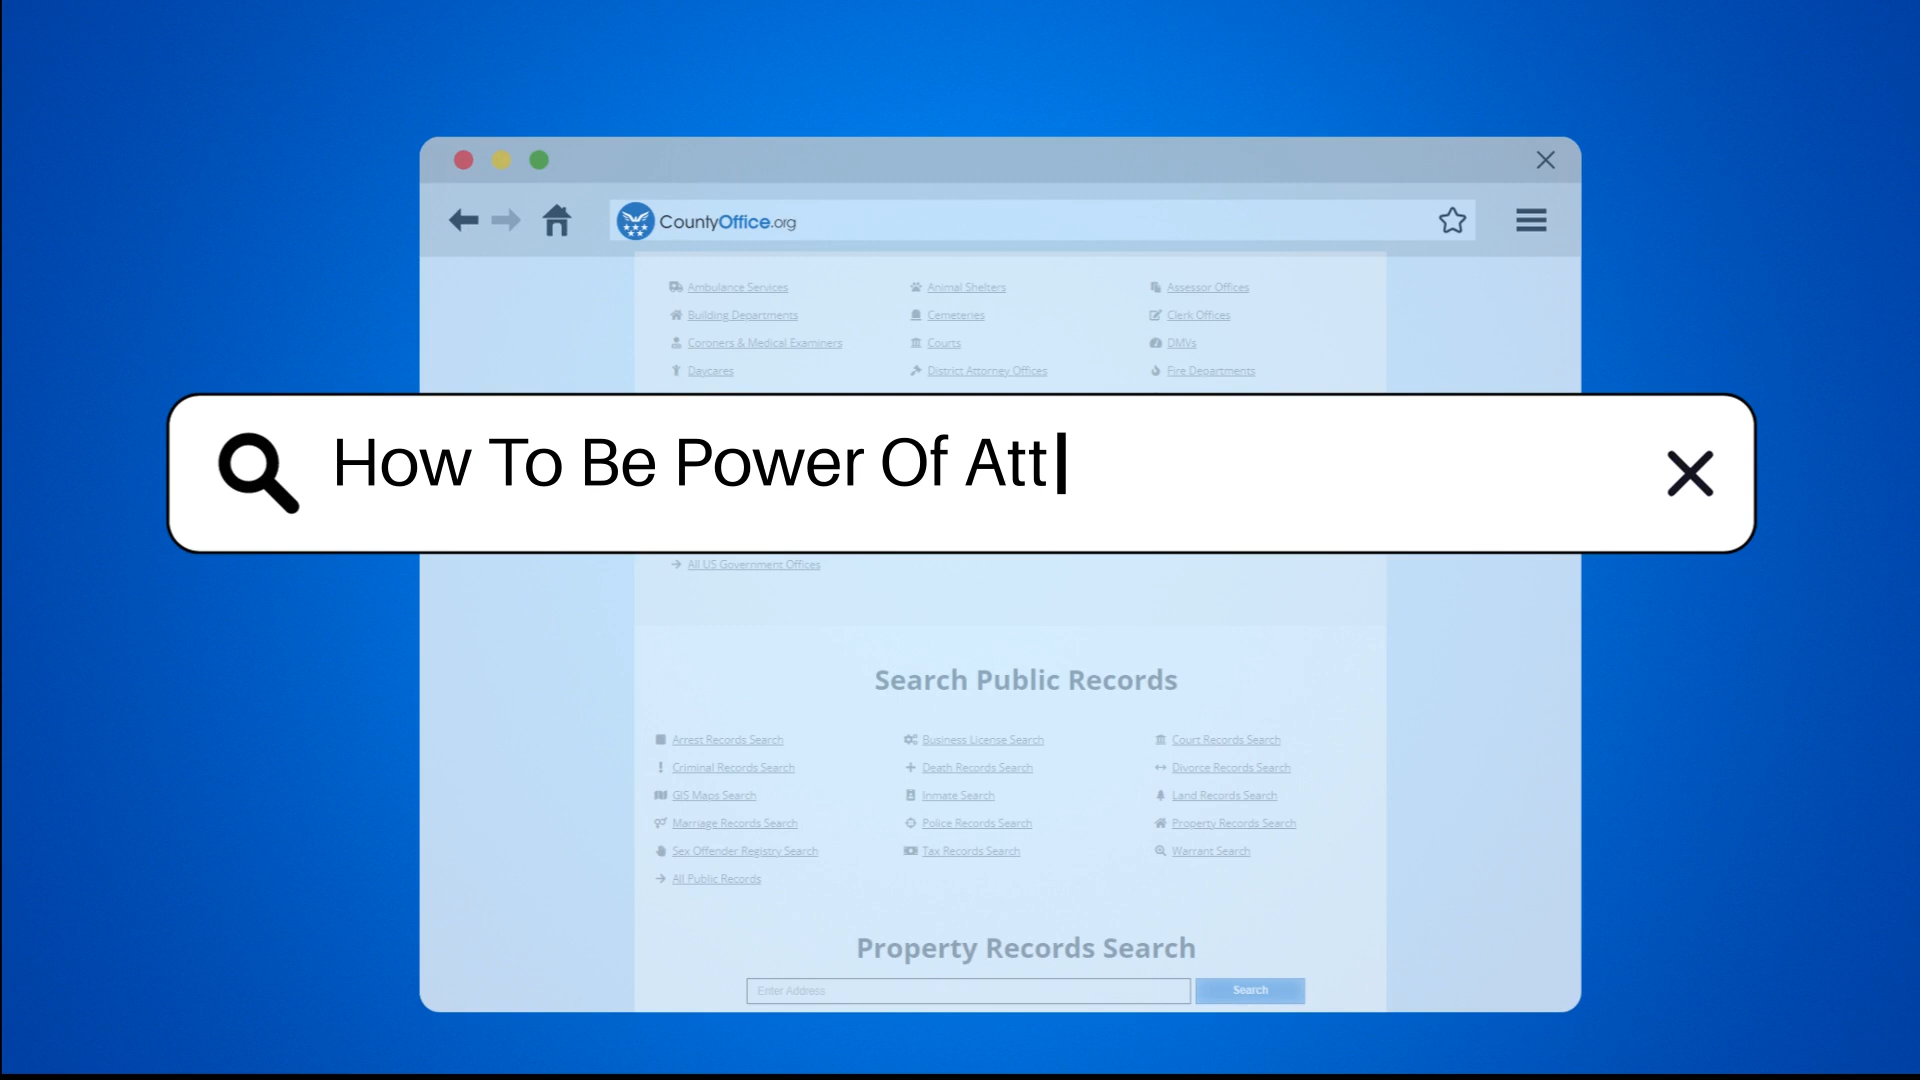 CountyOffice.org
Ambulance Services Animal Shelters Assessor Offices
Building Departments Cemeteries Clerk Offices
Coroners & Medical Examiners Courts DMVs
Daycares District Attorney Offices Fire Departments
How To Be Power Of Att
All US Government Offices
Search Public Records
Arrest Records Search Business License Search Court Records Search
Criminal Records Search Death Records Search Divorce Records Search
GIS Maps Search Inmate Search Land Records Search
Marriage Records Search Police Records Search Property Records Search
Sex Offender Registry Search Tax Records Search Warrant Search
All Public Records
Property Records Search
Enter Address Search